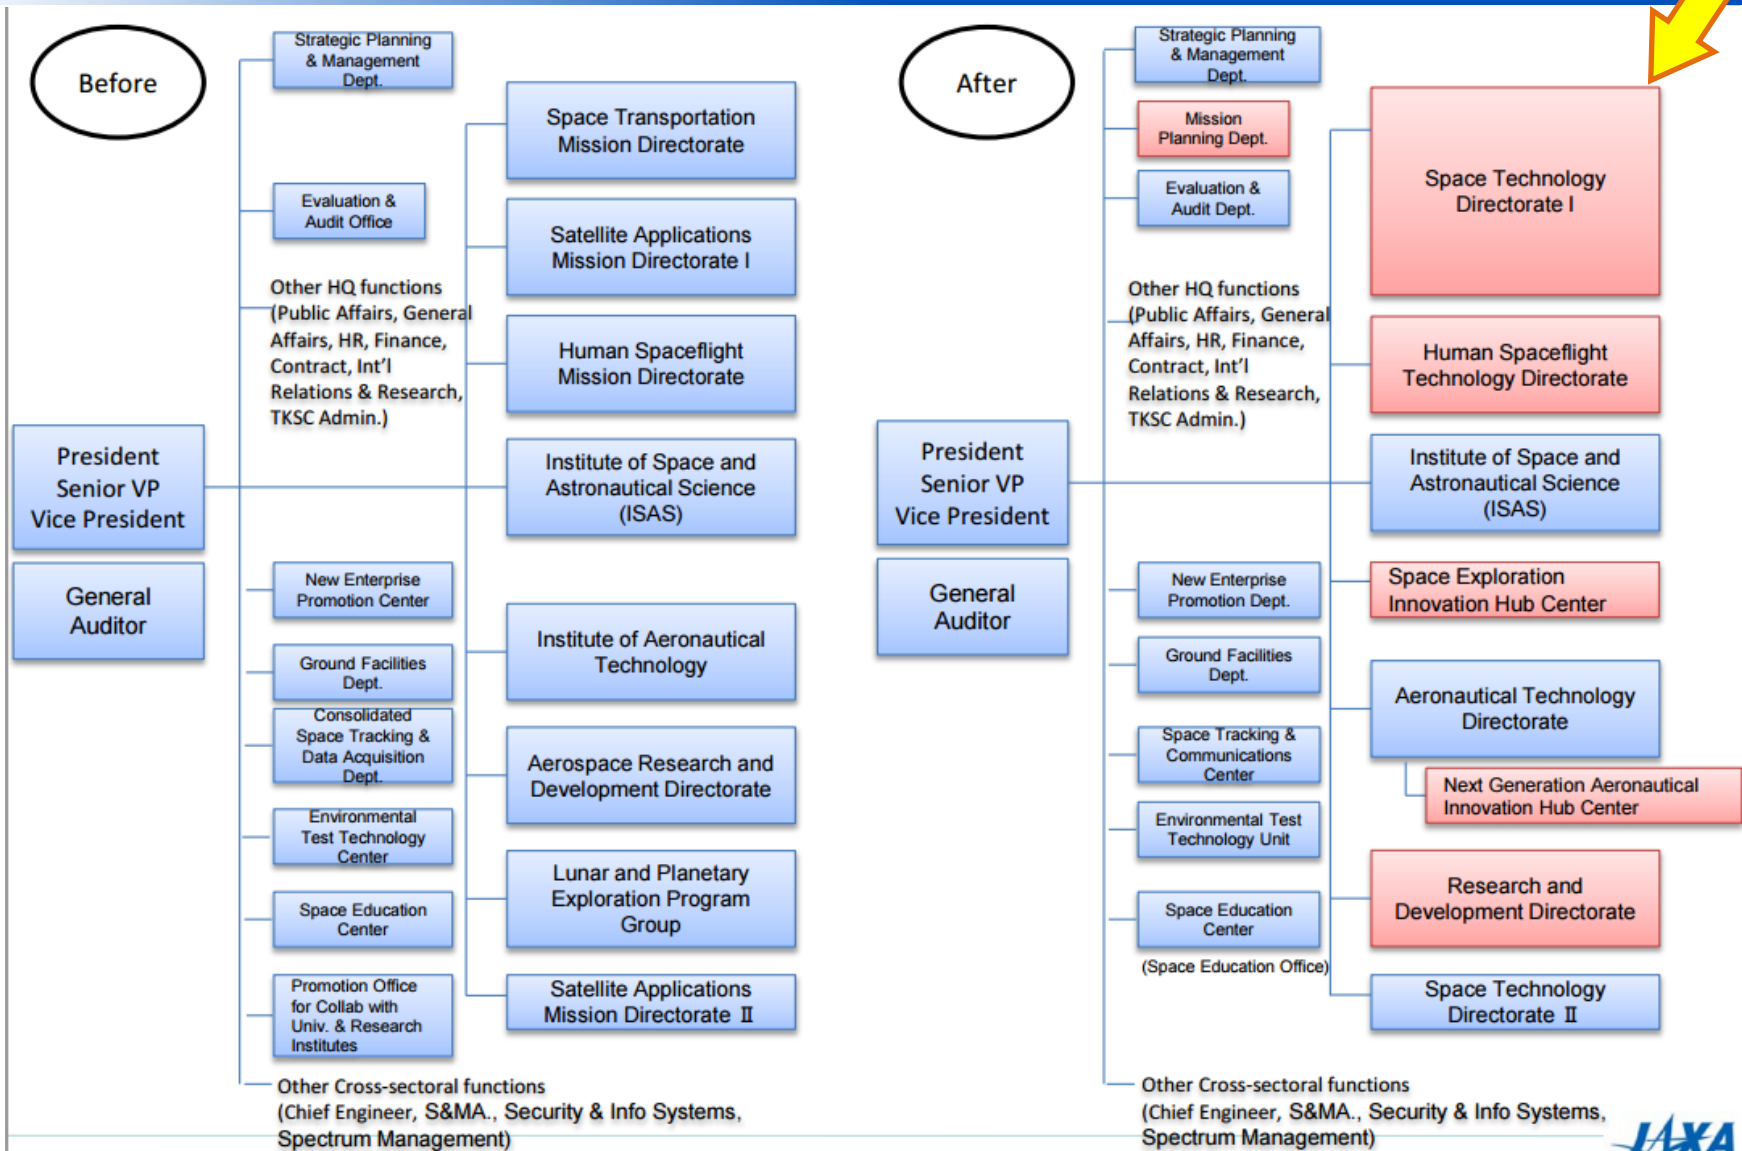 Before
Strategic Planning
& Management
Dept.
Evaluation &
Audit Office
Other HQ functions
(Public Affairs, General
Affairs, HR, Finance,
Contract, Int'l
Relations & Research,
TKSC Admin.)
President
Senior VP
Vice President
General
Auditor
New Enterprise
Promotion Center
Ground Facilities
Dept.
Consolidated
Space Tracking &
Data Acquisition
Dept.
Environmental
Test Technology
Center
Space Education
Center
Promotion Office
for Collab with
Univ. & Research
Institutes
Other Cross-sectoral functions
(Chief Engineer, S&MA., Security & Info Systems,
Spectrum Management)
Space Transportation
Mission Directorate
Satellite Applications
Mission Directorate I
Human Spaceflight
Mission Directorate
Institute of Space and
Astronautical Science
(ISAS)
Institute of Aeronautical
Technology
Aerospace Research and
Development Directorate
Lunar and Planetary
Exploration Program
Group
Satellite Applications
Mission Directorate Ⅱ
After
Strategic Planning
& Management
Dept.
Mission
Planning Dept.
Evaluation &
Audit Dept.
Other HQ functions
(Public Affairs, General
Affairs, HR, Finance,
Contract, Int'l
Relations & Research,
TKSC Admin.)
President
Senior VP
Vice President
General
Auditor
New Enterprise
Promotion Dept.
Ground Facilities
Dept.
Space Tracking &
Communications
Center
Environmental Test
Technology Unit
Space Education
Center
(Space Education Office)
Other Cross-sectoral functions
(Chief Engineer, S&MA., Security & Info Systems,
Spectrum Management)
Space Technology
Directorate I
Human Spaceflight
Technology Directorate
Institute of Space and
Astronautical Science
(ISAS)
Space Exploration
Innovation Hub Center
Aeronautical Technology
Directorate
Next Generation Aeronautical
Innovation Hub Center
Research and
Development Directorate
Space Technology
Directorate Ⅱ
JAXA